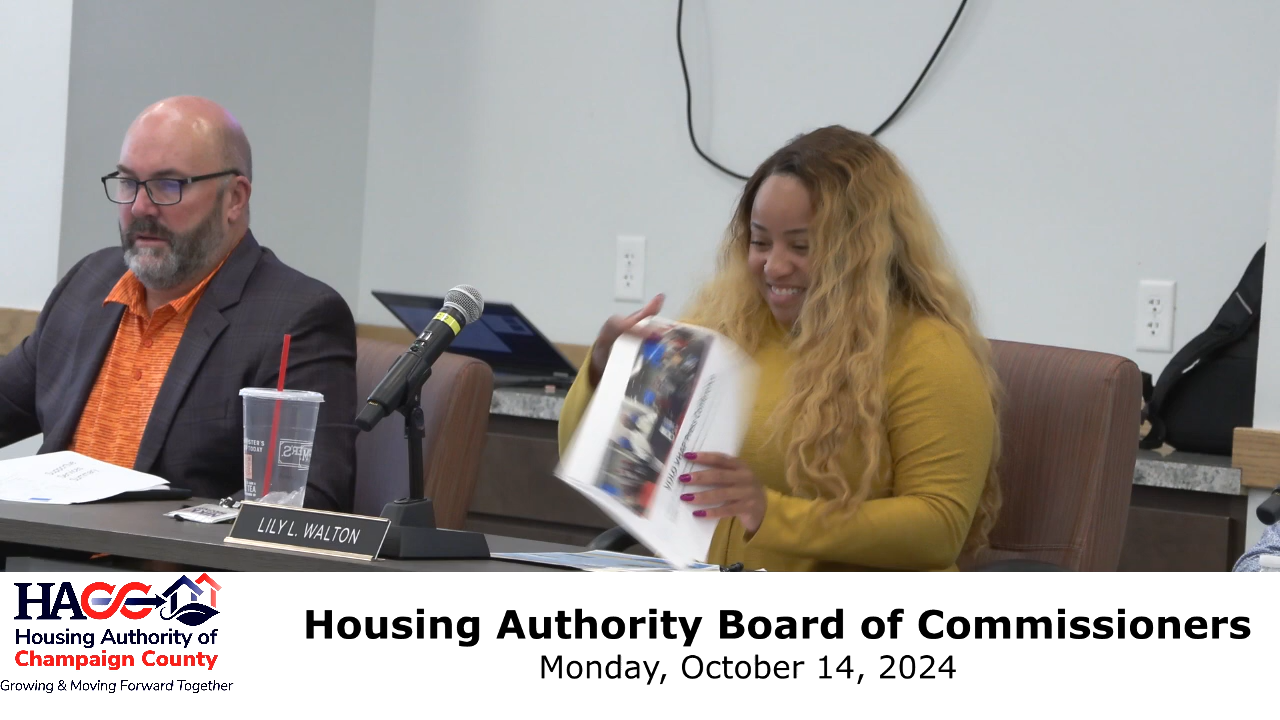 LILY L. WALTON
HACC
Housing Authority of
Champaign County
Growing & Moving Forward Together
Housing Authority Board of Commissioners
Monday, October 14, 2024